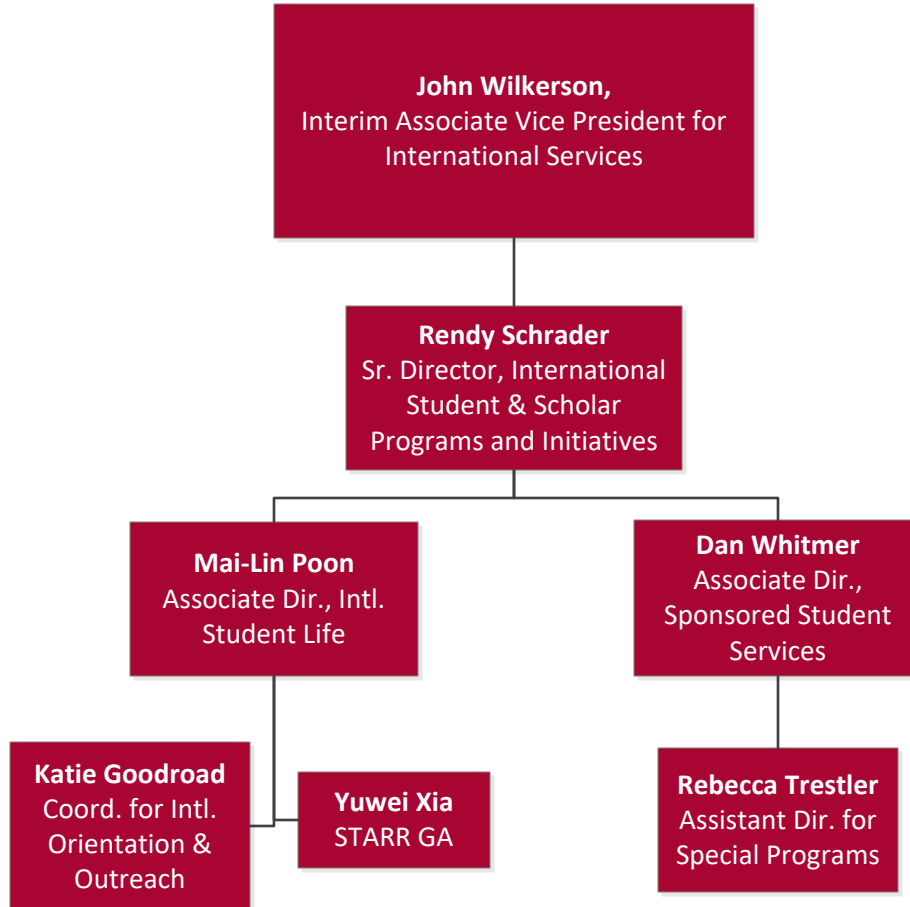 John Wilkerson,
Interim Associate Vice President for
International Services
Rendy Schrader
Sr. Director, International
Student & Scholar
Programs and Initiatives
Mai-Lin Poon
Associate Dir., Intl.
Student Life
Dan Whitmer
Associate Dir.,
Sponsored Student
Services
Katie Goodroad
Coord. for Intl.
Orientation &
Outreach
Yuwei Xia
STARR GA
Rebecca Trestler
Assistant Dir. for
Special Programs